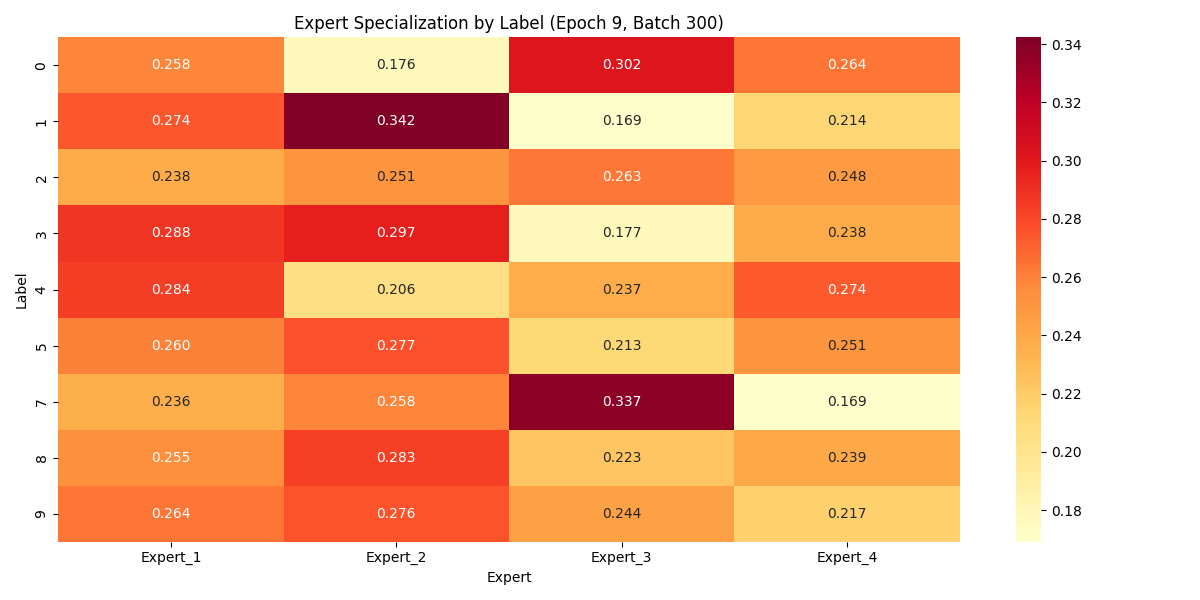 Expert Specialization by Label (Epoch 9, Batch 300)
Label
0 0.258 0.176 0.302 0.264
1 0.274 0.342 0.169 0.214
2 0.238 0.251 0.263 0.248
3 0.288 0.297 0.177 0.238
4 0.284 0.206 0.237 0.274
5 0.260 0.277 0.213 0.251
7 0.236 0.258 0.337 0.169
8 0.255 0.283 0.223 0.239
9 0.264 0.276 0.244 0.217
Expert_1 Expert_2 Expert_3 Expert_4
Expert
0.34
0.32
0.30
0.28
0.26
0.24
0.22
0.20
0.18